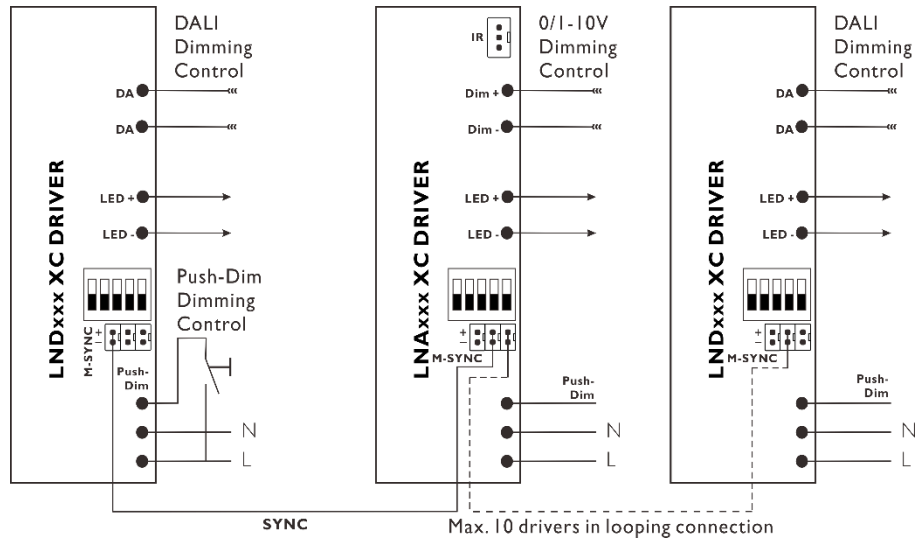 DALI
Dimming
Control
DA
DA
LED +
LED -
LNDxxx XC DRIVER
Push-Dim
Dimming
Control
+
−
M-SYNC
Push-
Dim
N
L
IR
0/1-10V
Dimming
Control
Dim +
Dim -
LED +
LED -
LNAxxx XC DRIVER
+
−
M-SYNC
Push-
Dim
N
L
DALI
Dimming
Control
DA
DA
LED +
LED -
LNDxxx XC DRIVER
+
−
M-SYNC
Push-
Dim
N
L
SYNC
Max. 10 drivers in looping connection